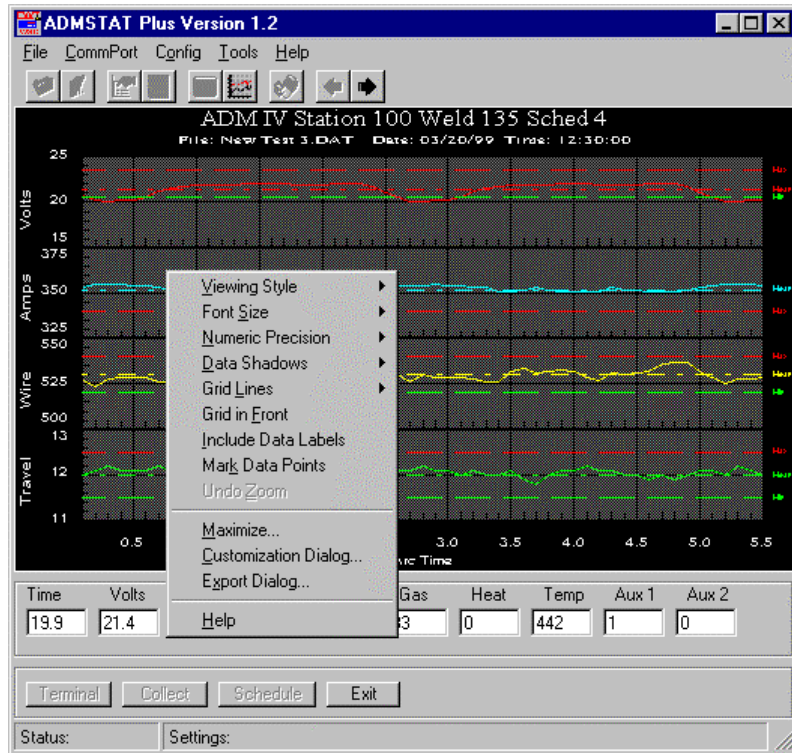 ADMSTAT Plus Version 1.2
File CommPort Config Tools Help
ADM IV Station 100 Weld 135 Sched 4
File: New Test 3.DAT Date: 03/20/99 Time: 12:30:00
25
20
15
Volts
375
350
325
Amps
550
525
500
Wire
13
12
11
Travel
Viewing Style
Font Size
Numeric Precision
Data Shadows
Grid Lines
Grid in Front
Include Data Labels
Mark Data Points
Undo Zoom
Maximize...
Customization Dialog...
Export Dialog...
Help
0.5 3.0 3.5 4.0 4.5 5.0 5.5
Arc Time
Time Volts Gas Heat Temp Aux 1 Aux 2
19.9 21.4 0 442 1 0
Terminal Collect Schedule Exit
Status: Settings: